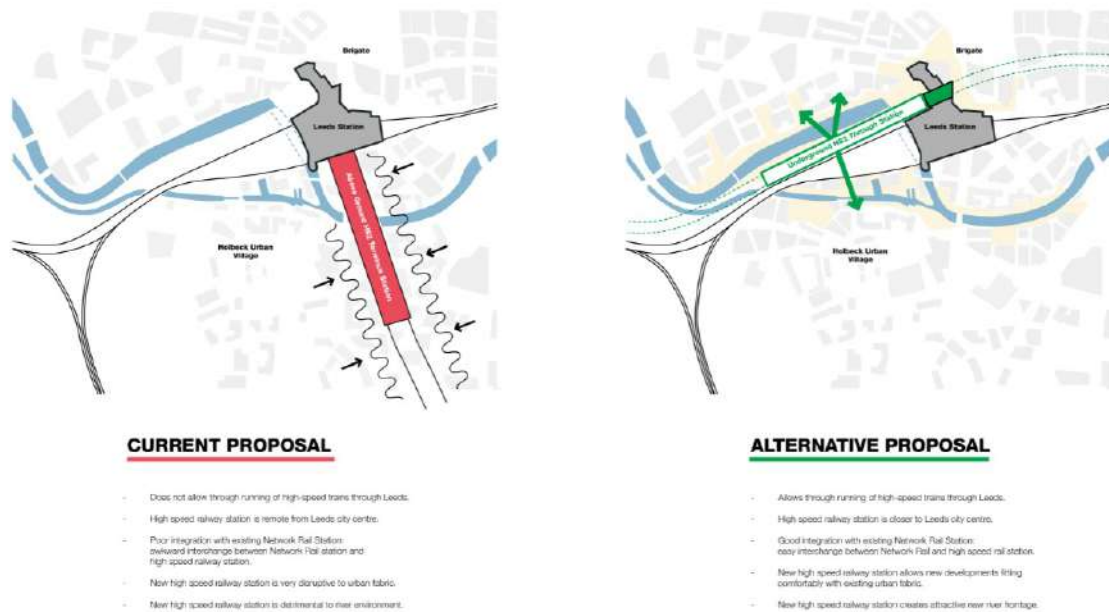 Brigate
Leeds Station
Above Ground HS2 Terminus Station
Holbeck Urban
Village
CURRENT PROPOSAL
- Does not allow through running of high-speed trains through Leeds.
- High speed railway station is remote from Leeds city centre.
- Poor integration with existing Network Rail Station:
awkward interchange between Network Rail station and
high speed railway station.
- New high speed railway station is very disruptive to urban fabric.
- New high speed railway station is detrimental to river environment.
Brigate
Leeds Station
Underground HS2 Through Station
Holbeck Urban
Village
ALTERNATIVE PROPOSAL
- Allows through running of high-speed trains through Leeds.
- High speed railway station is closer to Leeds city centre.
- Good integration with existing Network Rail Station:
easy interchange between Network Rail and high speed rail station.
- New high speed railway station allows new developments fitting
comfortably with existing urban fabric.
- New high speed railway station creates attractive new river frontage.